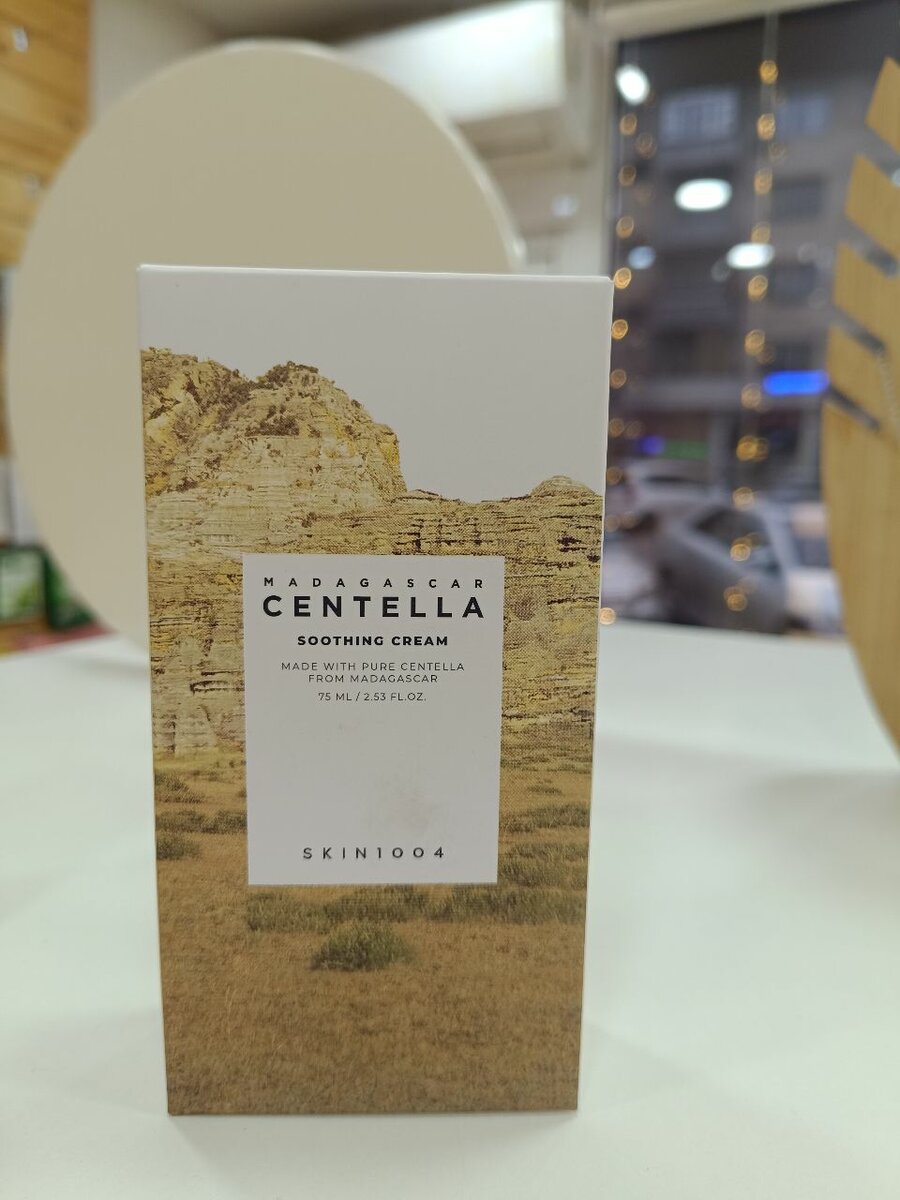 MADAGASCAR
CENTELLA
SOOTHING CREAM
MADE WITH PURE CENTELLA
FROM MADAGASCAR
75 ML / 2.53 FL.OZ.
SKIN1004